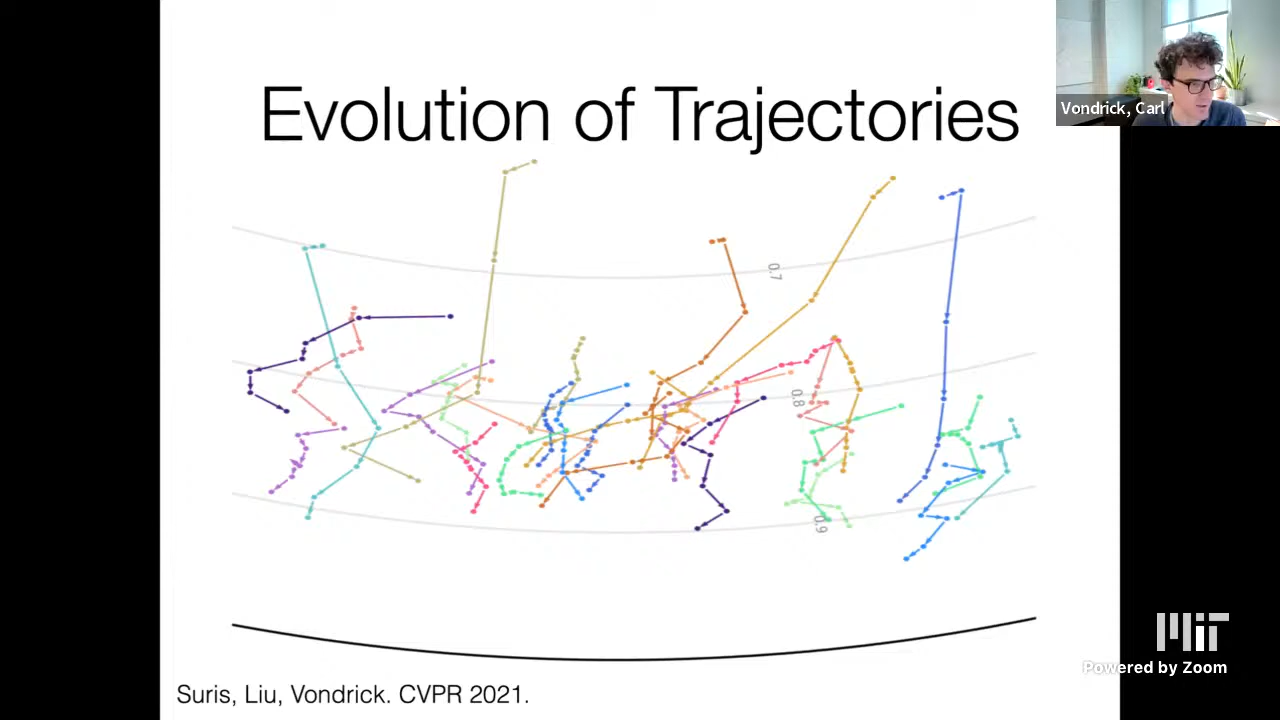 Evolution of Trajectories
Vondrick, Carl
0.7
0.8
0.9
MIT
Powered by Zoom
Suris, Liu, Vondrick. CVPR 2021.